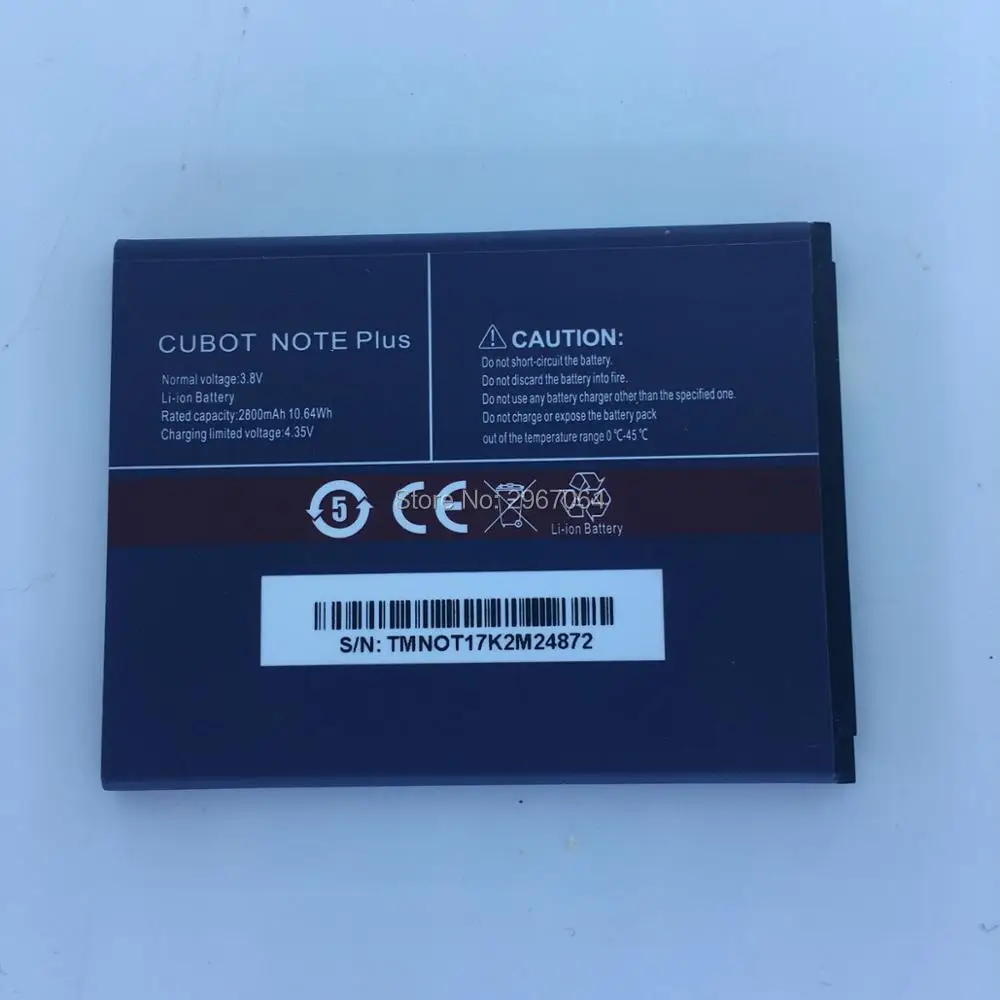 CUBOT NOTE Plus
Normal voltage:3.8V
Li-ion Battery
Rated capacity:2800mAh 10.64Wh
Charging limited voltage:4.35V
CAUTION:
Do not short-circuit the battery.
Do not discard the battery into fire.
Do not use any battery charger other than the specified one.
Do not charge or expose the battery pack
out of the temperature range 0℃-45℃
5
CE
Store No: 2967064
Li-ion Battery
S/N: TMNOT17K2M24872